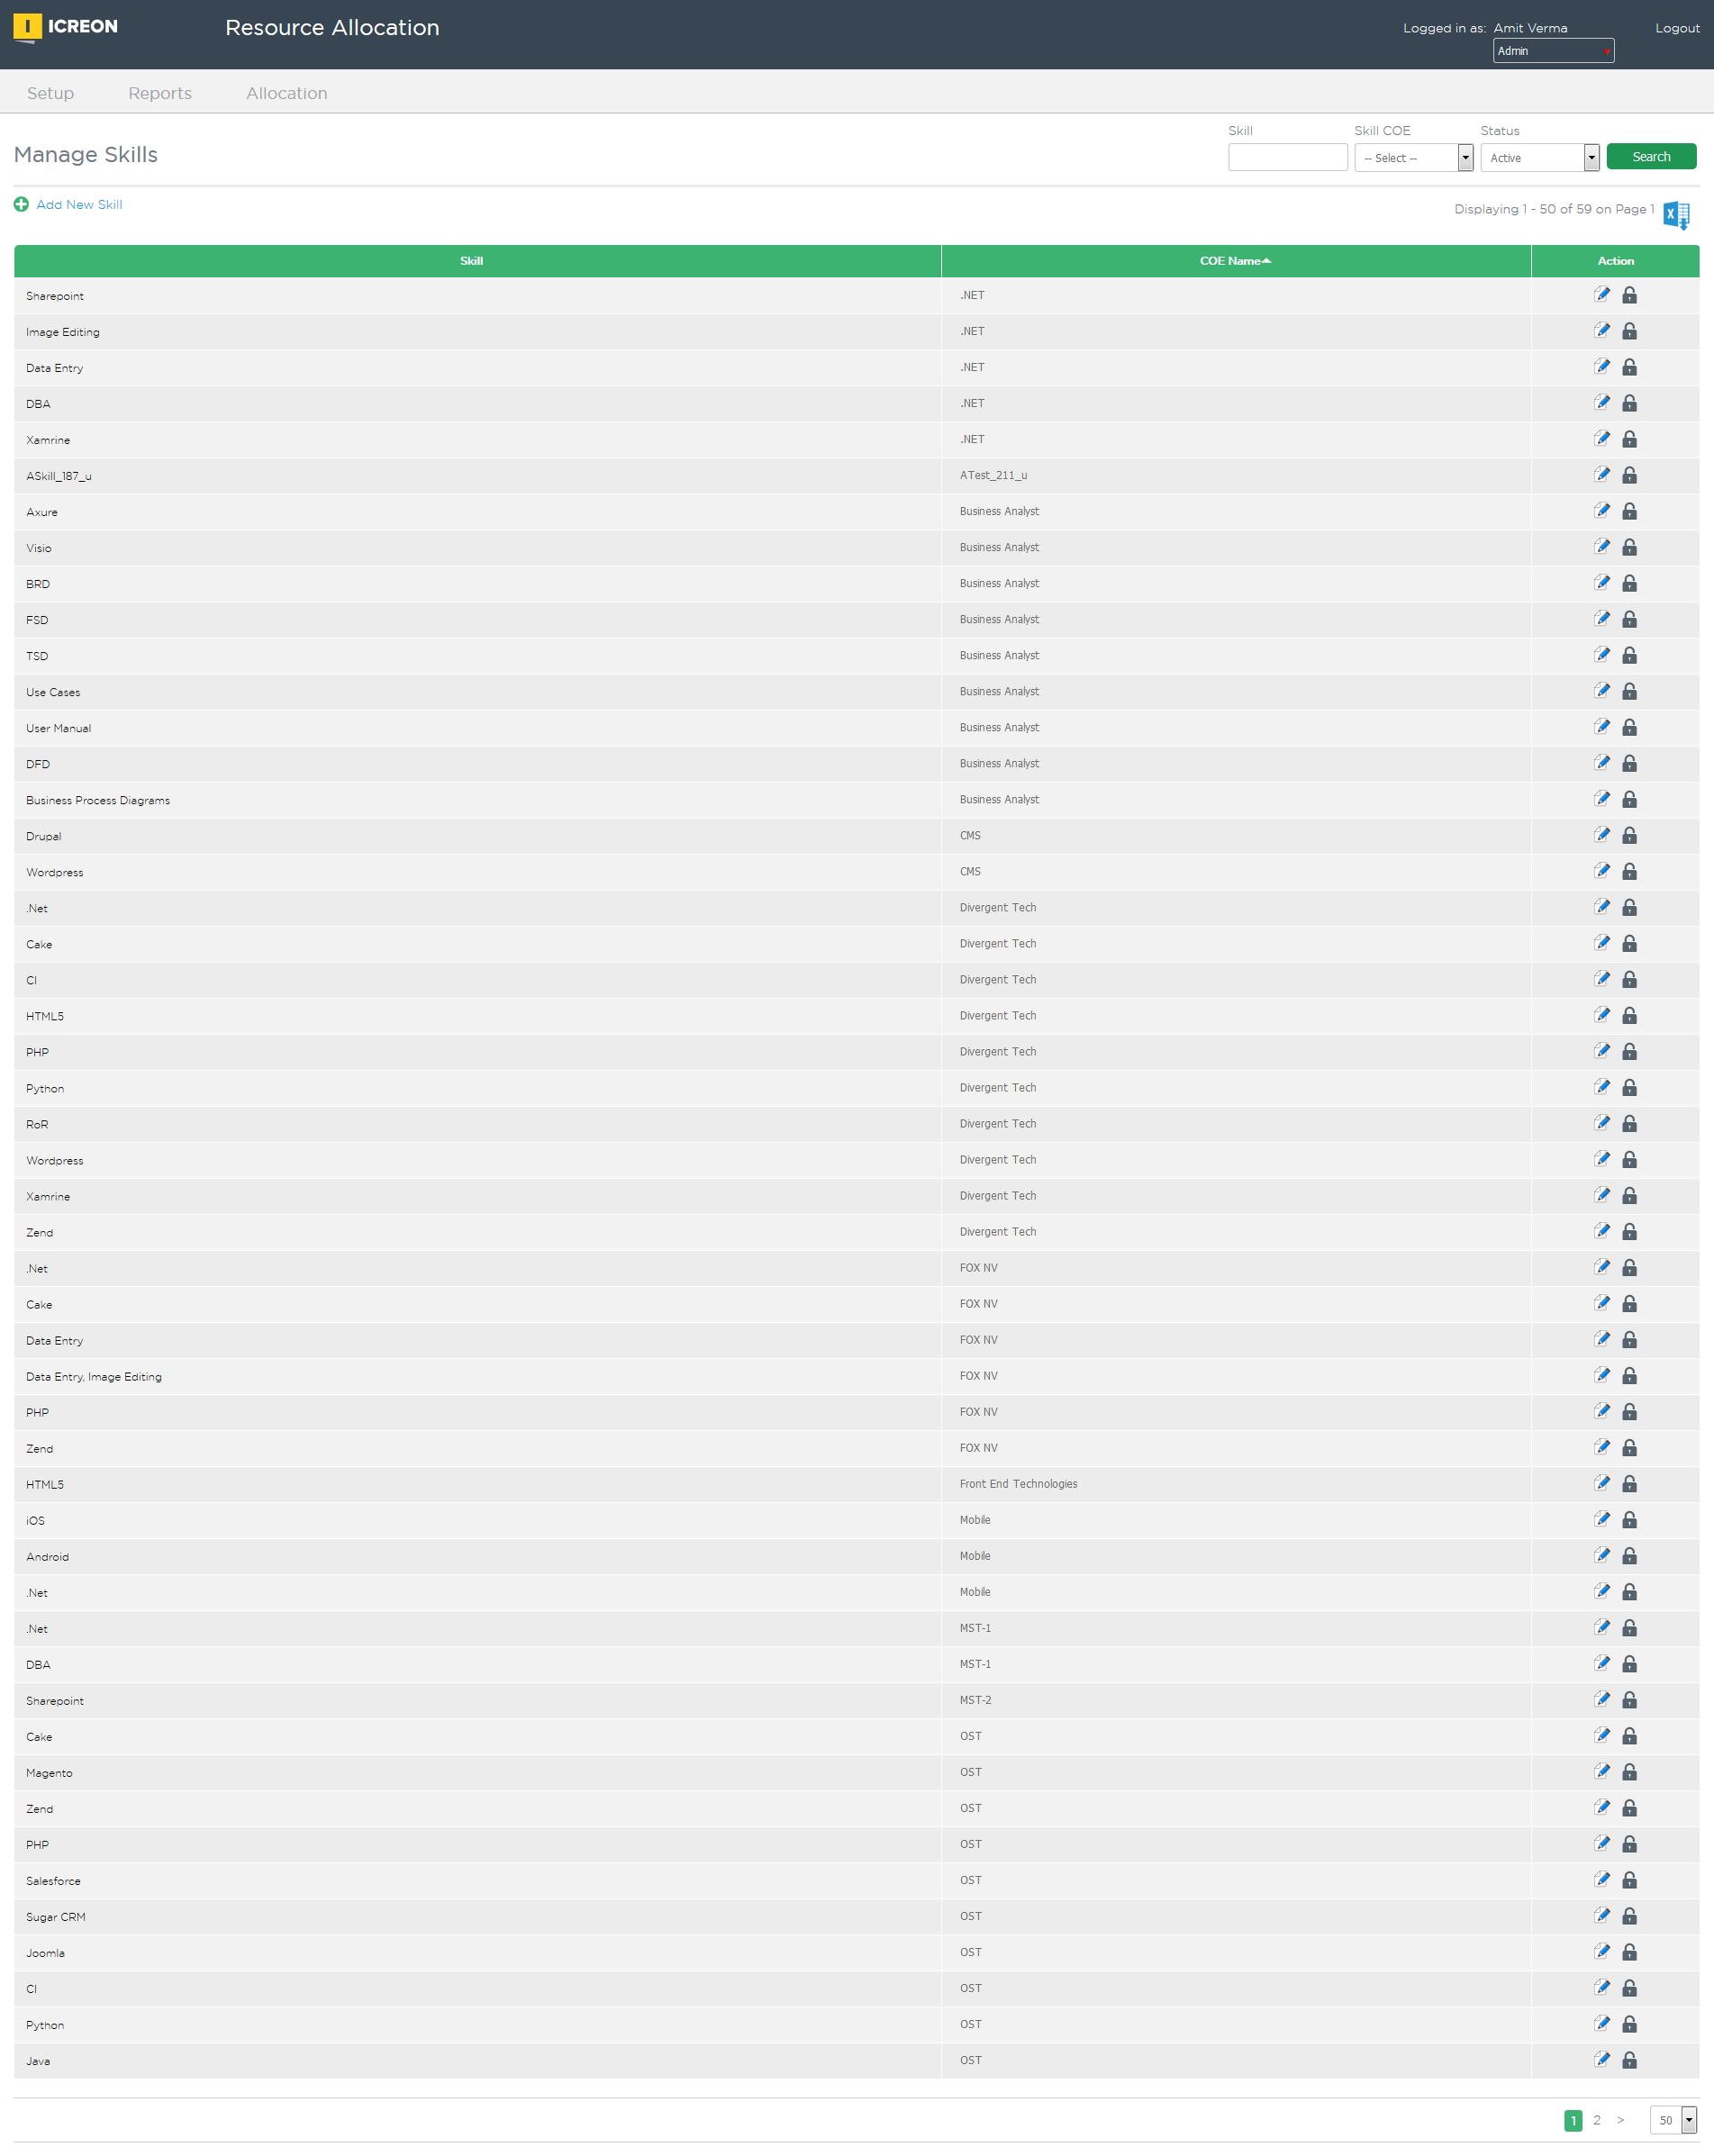 I ICREON
Resource Allocation
Logged in as: Amit Verma
Logout
Admin
Setup Reports Allocation
Manage Skills
Skill Skill COE Status
-- Select -- Active Search
Add New Skill
Displaying 1 - 50 of 59 on Page 1
Skill COE Name Action
Sharepoint .NET
Image Editing .NET
Data Entry .NET
DBA .NET
Xamrine .NET
ASkill_187_u ATest_211_u
Axure Business Analyst
Visio Business Analyst
BRD Business Analyst
FSD Business Analyst
TSD Business Analyst
Use Cases Business Analyst
User Manual Business Analyst
DFD Business Analyst
Business Process Diagrams Business Analyst
Drupal CMS
Wordpress CMS
.Net Divergent Tech
Cake Divergent Tech
CI Divergent Tech
HTML5 Divergent Tech
PHP Divergent Tech
Python Divergent Tech
RoR Divergent Tech
Wordpress Divergent Tech
Xamrine Divergent Tech
Zend Divergent Tech
.Net FOX NV
Cake FOX NV
Data Entry FOX NV
Data Entry, Image Editing FOX NV
PHP FOX NV
Zend FOX NV
HTML5 Front End Technologies
iOS Mobile
Android Mobile
.Net Mobile
.Net MST-1
DBA MST-1
Sharepoint MST-2
Cake OST
Magento OST
Zend OST
PHP OST
Salesforce OST
Sugar CRM OST
Joomla OST
CI OST
Python OST
Java OST
1 2 > 50